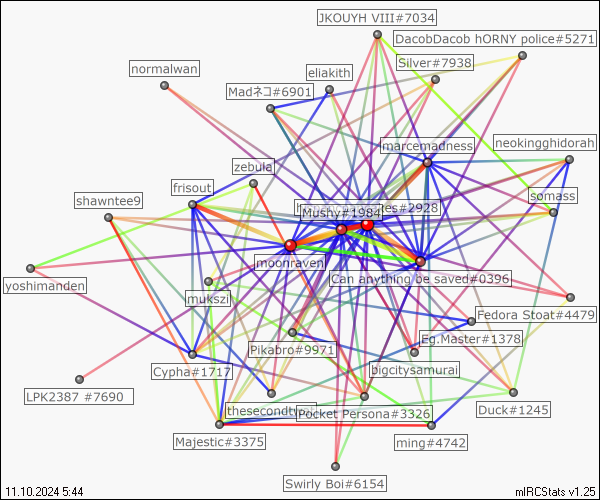 JKOUYH VIII#7034
DacobDacob hORNY police#5271
Silver#7938
normalwan
eliakith
Madネコ#6901
marcemadness
neokingghidorah
zebula
frisout
somass
shawntee9
Mushy#1984
es#2928
moonraven
Can anything be saved#0396
yoshimanden
mukszi
Fedora Stoat#4479
Eg.Master#1378
Pikabro#9971
bigcitysamurai
Cypha#1717
LPK2387 #7690
Pocket Persona#3326
Duck#1245
Majestic#3375
ming#4742
Swirly Boi#6154
11.10.2024 5:44
mIRCStats v1.25